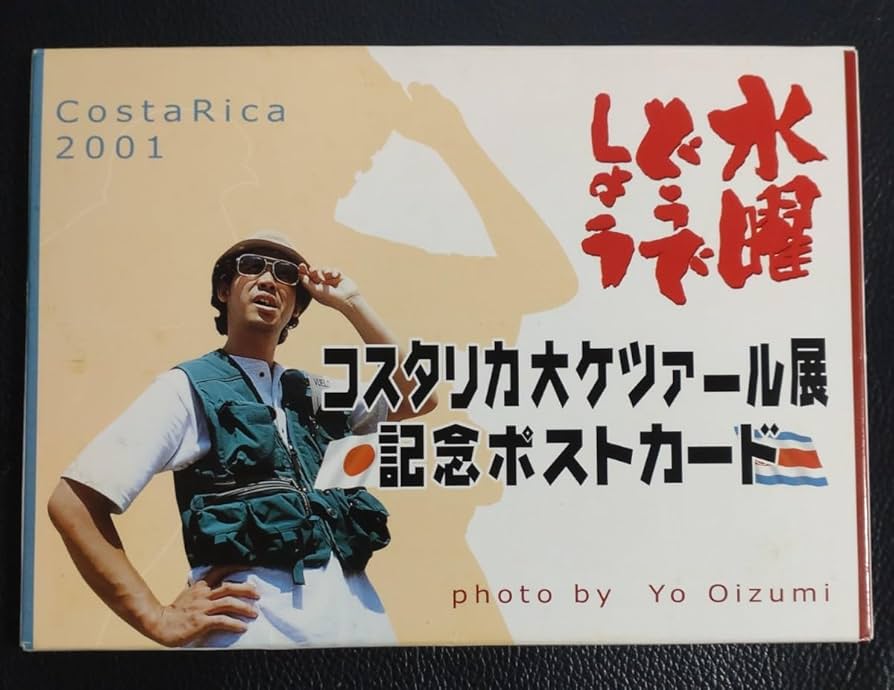 CostaRica
2001
水曜
どうで
しょう
VUELO
コスタリカ大ケツァール展
記念ポストカード
photo by Yo Oizumi